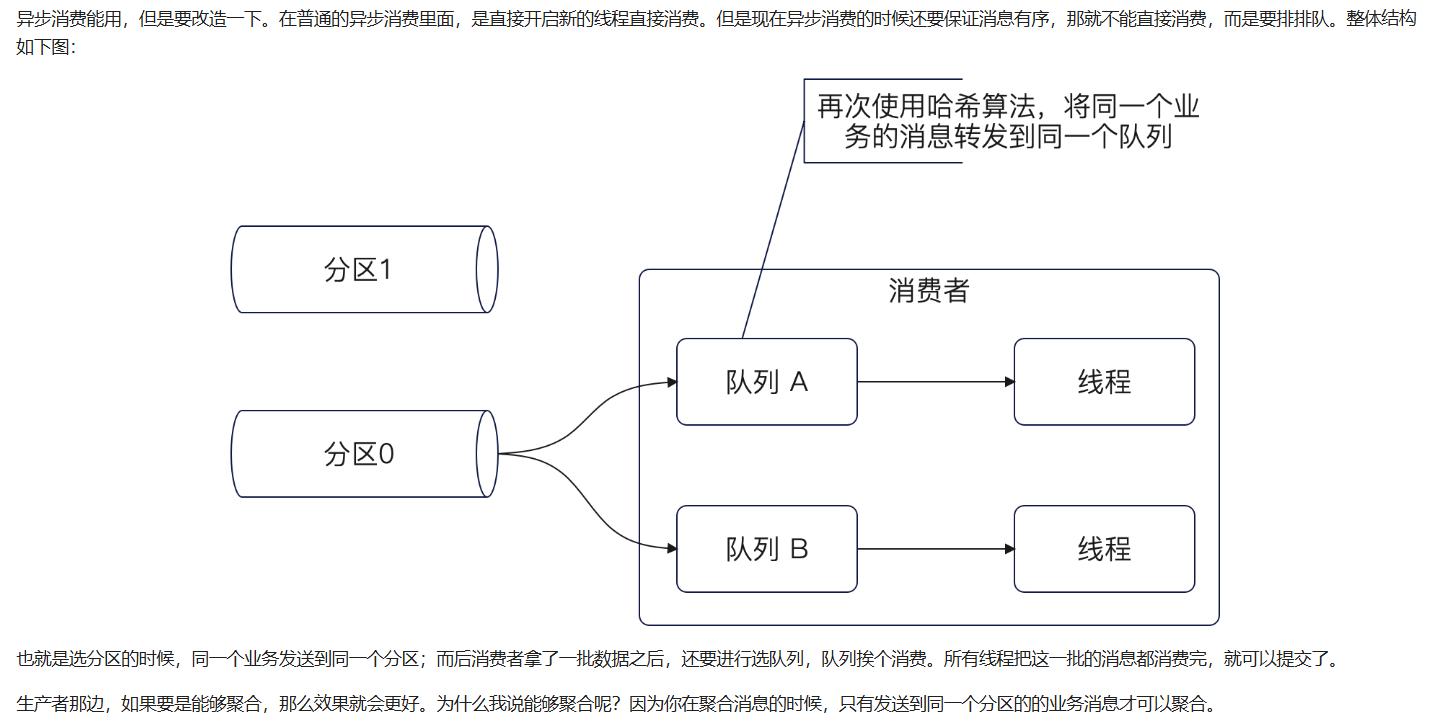 异步消费能用，但是要改造一下。在普通的异步消费里面，是直接开启新的线程直接消费。但是现在异步消费的时候还要保证消息有序，那就不能直接消费，而是要排排队。整体结构
如下图：
再次使用哈希算法，将同一个业
务的消息转发到同一个队列
分区1
消费者
队列 A
线程
分区0
队列 B
线程
也就是选分区的时候，同一个业务发送到同一个分区；而后消费者拿了一批数据之后，还要进行选队列，队列挨个消费。所有线程把这一批的消息都消费完，就可以提交了。
生产者那边，如果要是能够聚合，那么效果就会更好。为什么我说能够聚合呢？因为你在聚合消息的时候，只有发送到同一个分区的的业务消息才可以聚合。